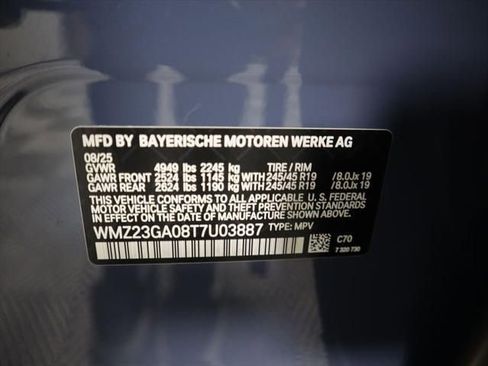 MFD BY BAYERISCHE MOTOREN WERKE AG
08/25
GVWR 4949 lbs 2245 kg TIRE / RIM
GAWR FRONT 2524 lbs 1145 kg WITH 245/45 R19 /8.0Jx 19
GAWR REAR 2624 lbs 1190 kg WITH 245/45 R19 /8.0Jx 19
THIS VEHICLE CONFORMS TO ALL APPLICABLE U.S. FEDERAL
MOTOR VEHICLE SAFETY STANDARDS IN EFFECT ON THE
DATE OF MANUFACTURE SHOWN ABOVE.
WMZ23GA08T7U03887 TYPE: MPV
C70
7 320 730